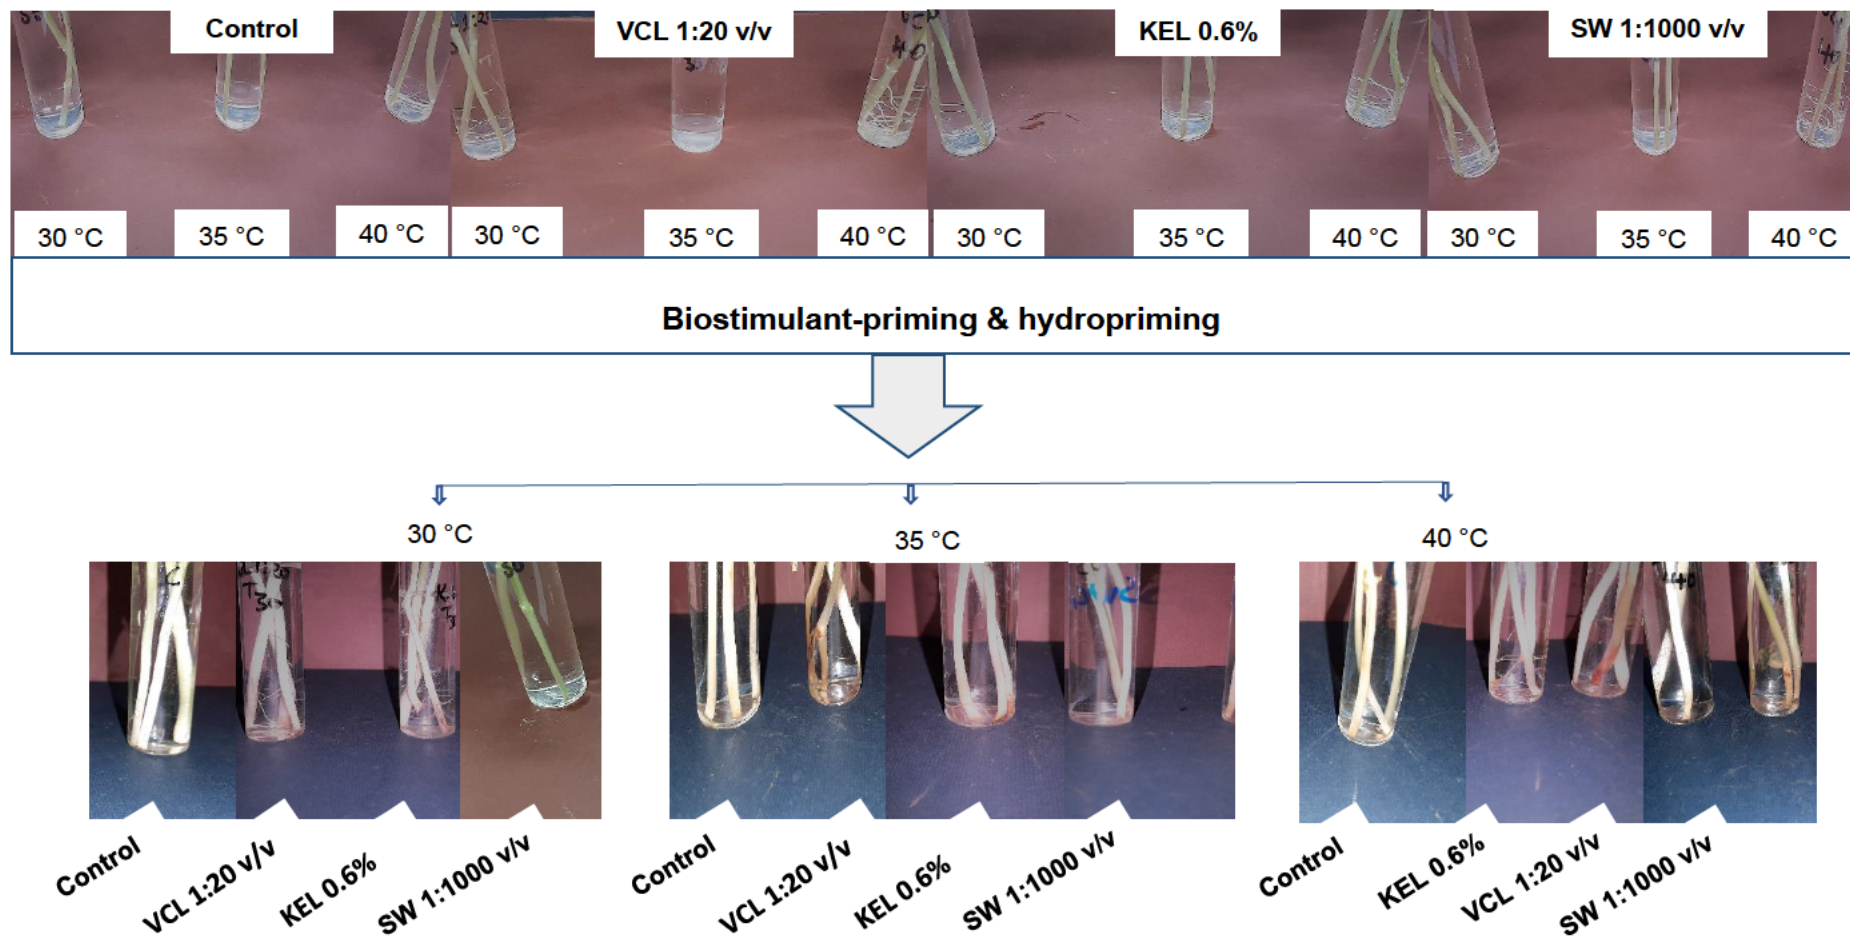 Control
VCL 1:20 v/v
KEL 0.6%
SW 1:1000 v/v
30 °C
35 °C
40 °C
30 °C
35 °C
40 °C
30 °C
35 °C
40 °C
30 °C
35 °C
40 °C
Biostimulant-priming & hydropriming
30 °C
35 °C
40 °C
Control
VCL 1:20 v/v
KEL 0.6%
SW 1:1000 v/v
Control
VCL 1:20 v/v
KEL 0.6%
SW 1:1000 v/v
Control
KEL 0.6%
VCL 1:20 v/v
SW 1:1000 v/v